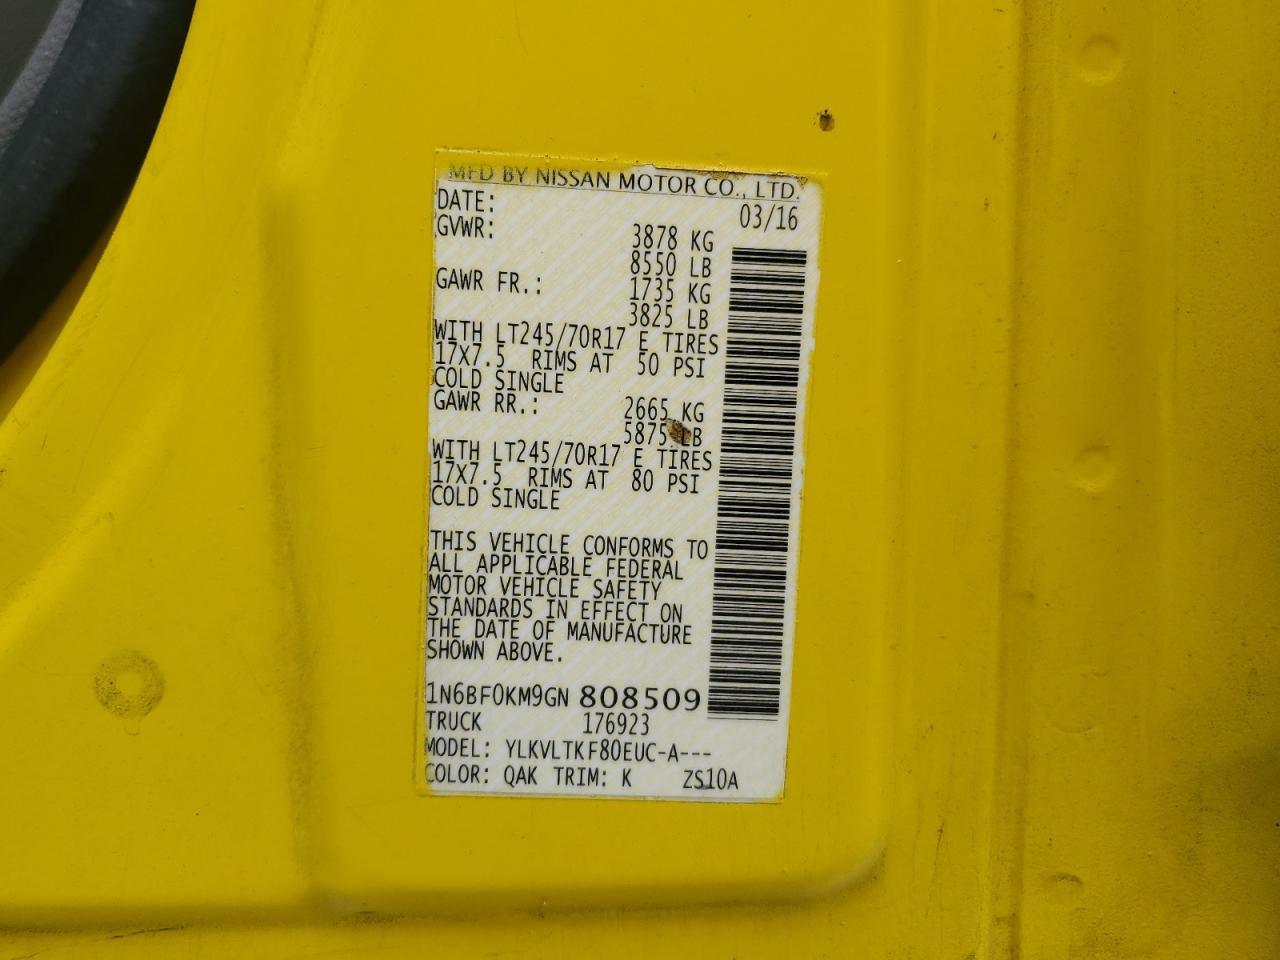 MFD BY NISSAN MOTOR CO., LTD.
DATE: 03/16
GVWR: 3878 KG
8550 LB
GAWR FR.: 1735 KG
3825 LB
WITH LT245/70R17 E TIRES
17X7.5 RIMS AT 50 PSI
COLD SINGLE
GAWR RR.: 2665 KG
5875 LB
WITH LT245/70R17 E TIRES
17X7.5 RIMS AT 80 PSI
COLD SINGLE
THIS VEHICLE CONFORMS TO
ALL APPLICABLE FEDERAL
MOTOR VEHICLE SAFETY
STANDARDS IN EFFECT ON
THE DATE OF MANUFACTURE
SHOWN ABOVE.
1N6BF0KM9GN 808509
TRUCK 176923
MODEL: YLKVLTKF80EUC-A---
COLOR: QAK TRIM: K ZS10A